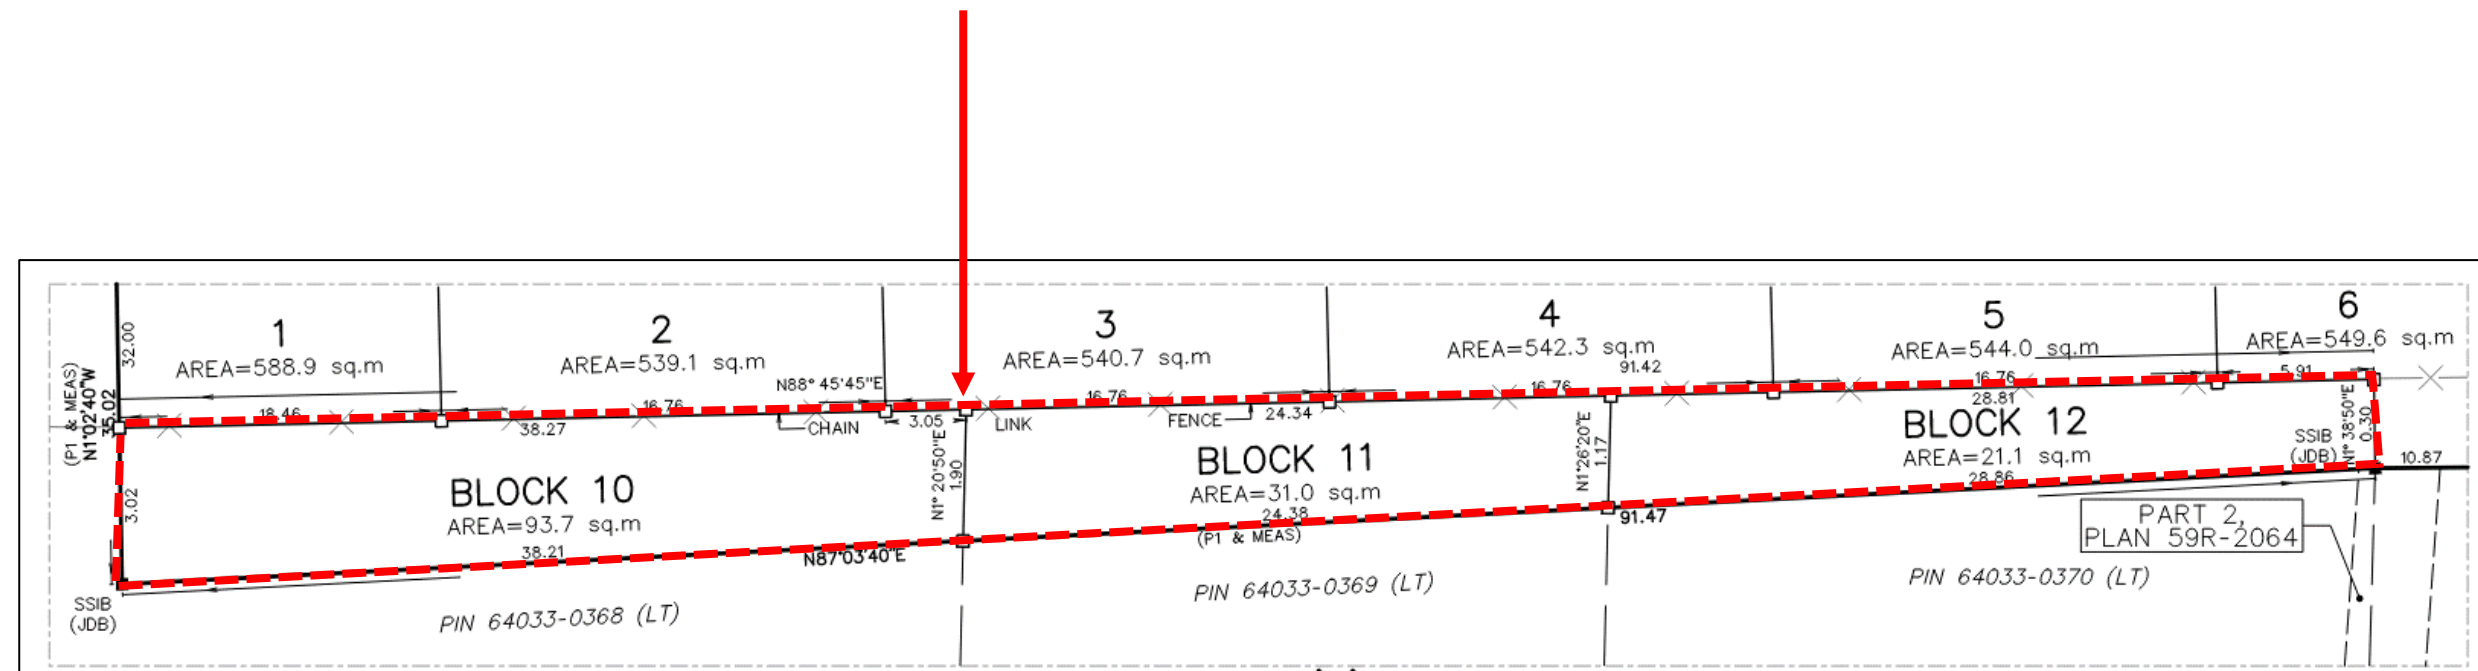 1
AREA=588.9 sq.m
2
AREA=539.1 sq.m
3
AREA=540.7 sq.m
4
AREA=542.3 sq.m
5
AREA=544.0 sq.m
6
AREA=549.6 sq.m
32.00
(P1 & MEAS)
N1°02'40"W
35.02
3.02
18.46
38.27
16.76
N88°45'45"E
CHAIN
3.05
LINK
16.76
FENCE
24.34
16.76
91.42
16.76
28.81
5.91
N1°20'50"E
1.90
N1°26'20"E
1.17
N1°38'50"E
0.30
SSIB
(JDB)
10.87
BLOCK 10
AREA=93.7 sq.m
38.21
N87°03'40"E
BLOCK 11
AREA=31.0 sq.m
24.38
(P1 & MEAS)
BLOCK 12
AREA=21.1 sq.m
28.86
91.47
PART 2,
PLAN 59R-2064
SSIB
(JDB)
PIN 64033-0368 (LT)
PIN 64033-0369 (LT)
PIN 64033-0370 (LT)